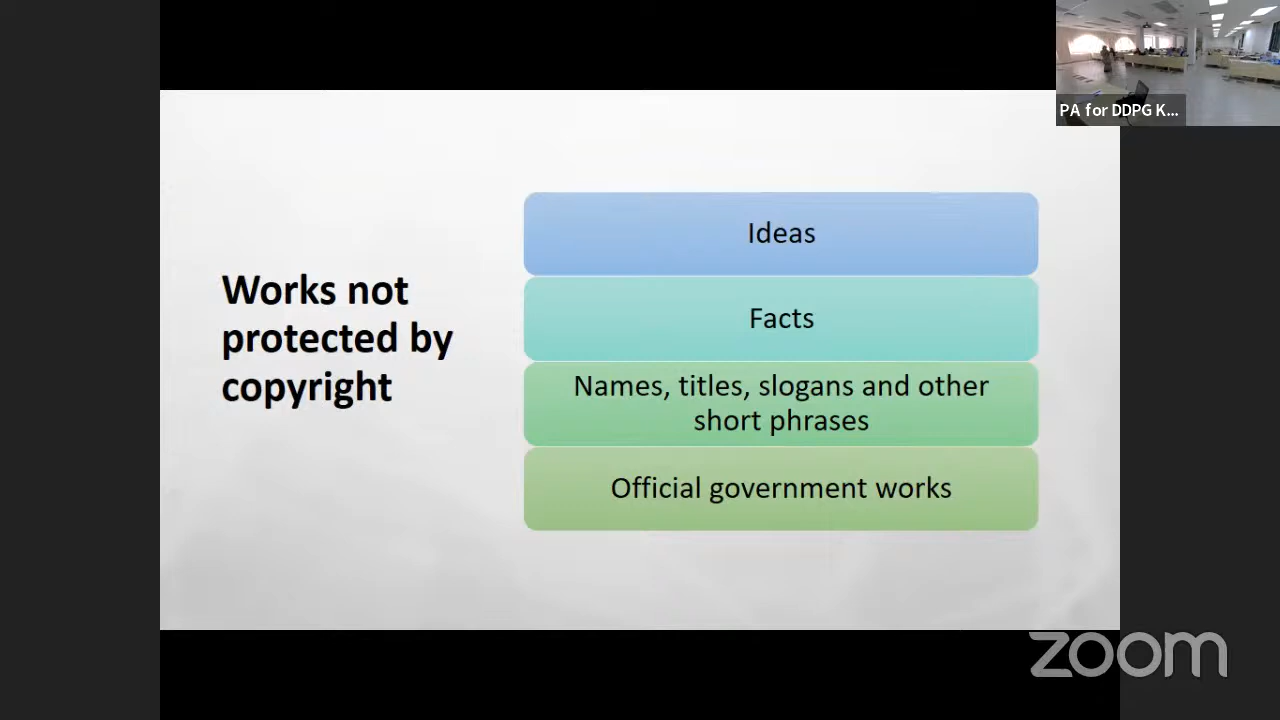 PA for DDPG K...
Works not
protected by
copyright
Ideas
Facts
Names, titles, slogans and other
short phrases
Official government works
zoom